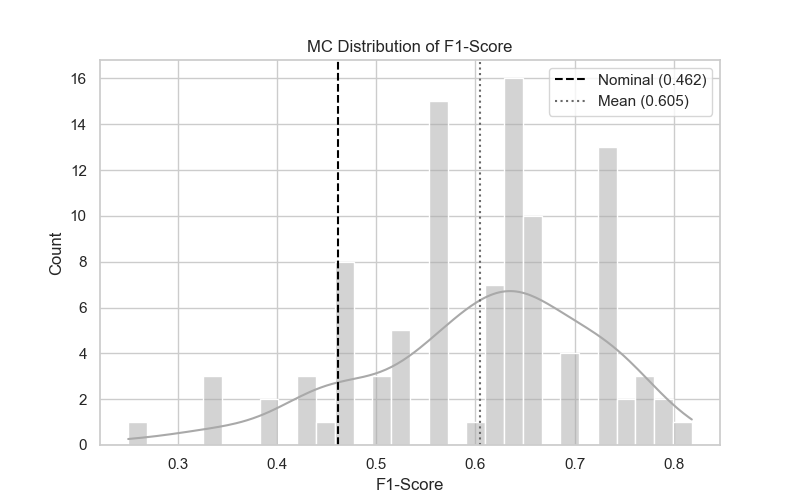 MC Distribution of F1-Score
Nominal (0.462)
Mean (0.605)
16
14
12
10
8
6
4
2
0
Count
0.3 0.4 0.5 0.6 0.7 0.8
F1-Score